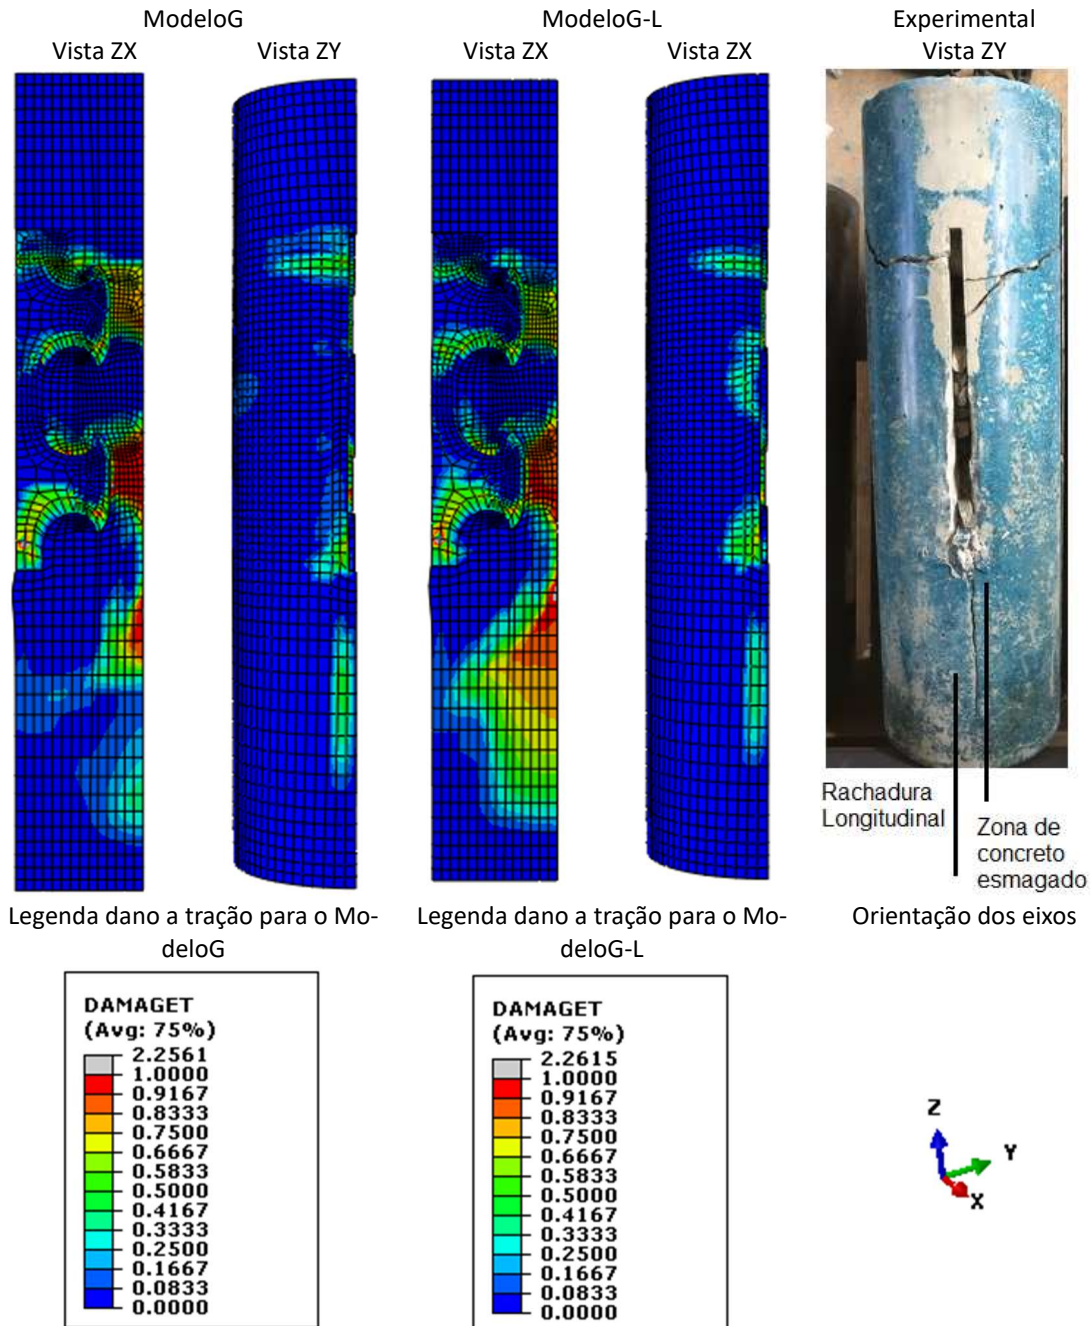 ModeloG
ModeloG-L
Experimental
Vista ZX
Vista ZY
Vista ZX
Vista ZX
Vista ZY
Rachadura
Longitudinal
Zona de
concreto
esmagado
Legenda dano a tração para o Mo-
deloG
Legenda dano a tração para o Mo-
deloG-L
Orientação dos eixos
DAMAGET
(Avg: 75%)
2.2561
1.0000
0.9167
0.8333
0.7500
0.6667
0.5833
0.5000
0.4167
0.3333
0.2500
0.1667
0.0833
0.0000
DAMAGET
(Avg: 75%)
2.2615
1.0000
0.9167
0.8333
0.7500
0.6667
0.5833
0.5000
0.4167
0.3333
0.2500
0.1667
0.0833
0.0000
Z
Y
X